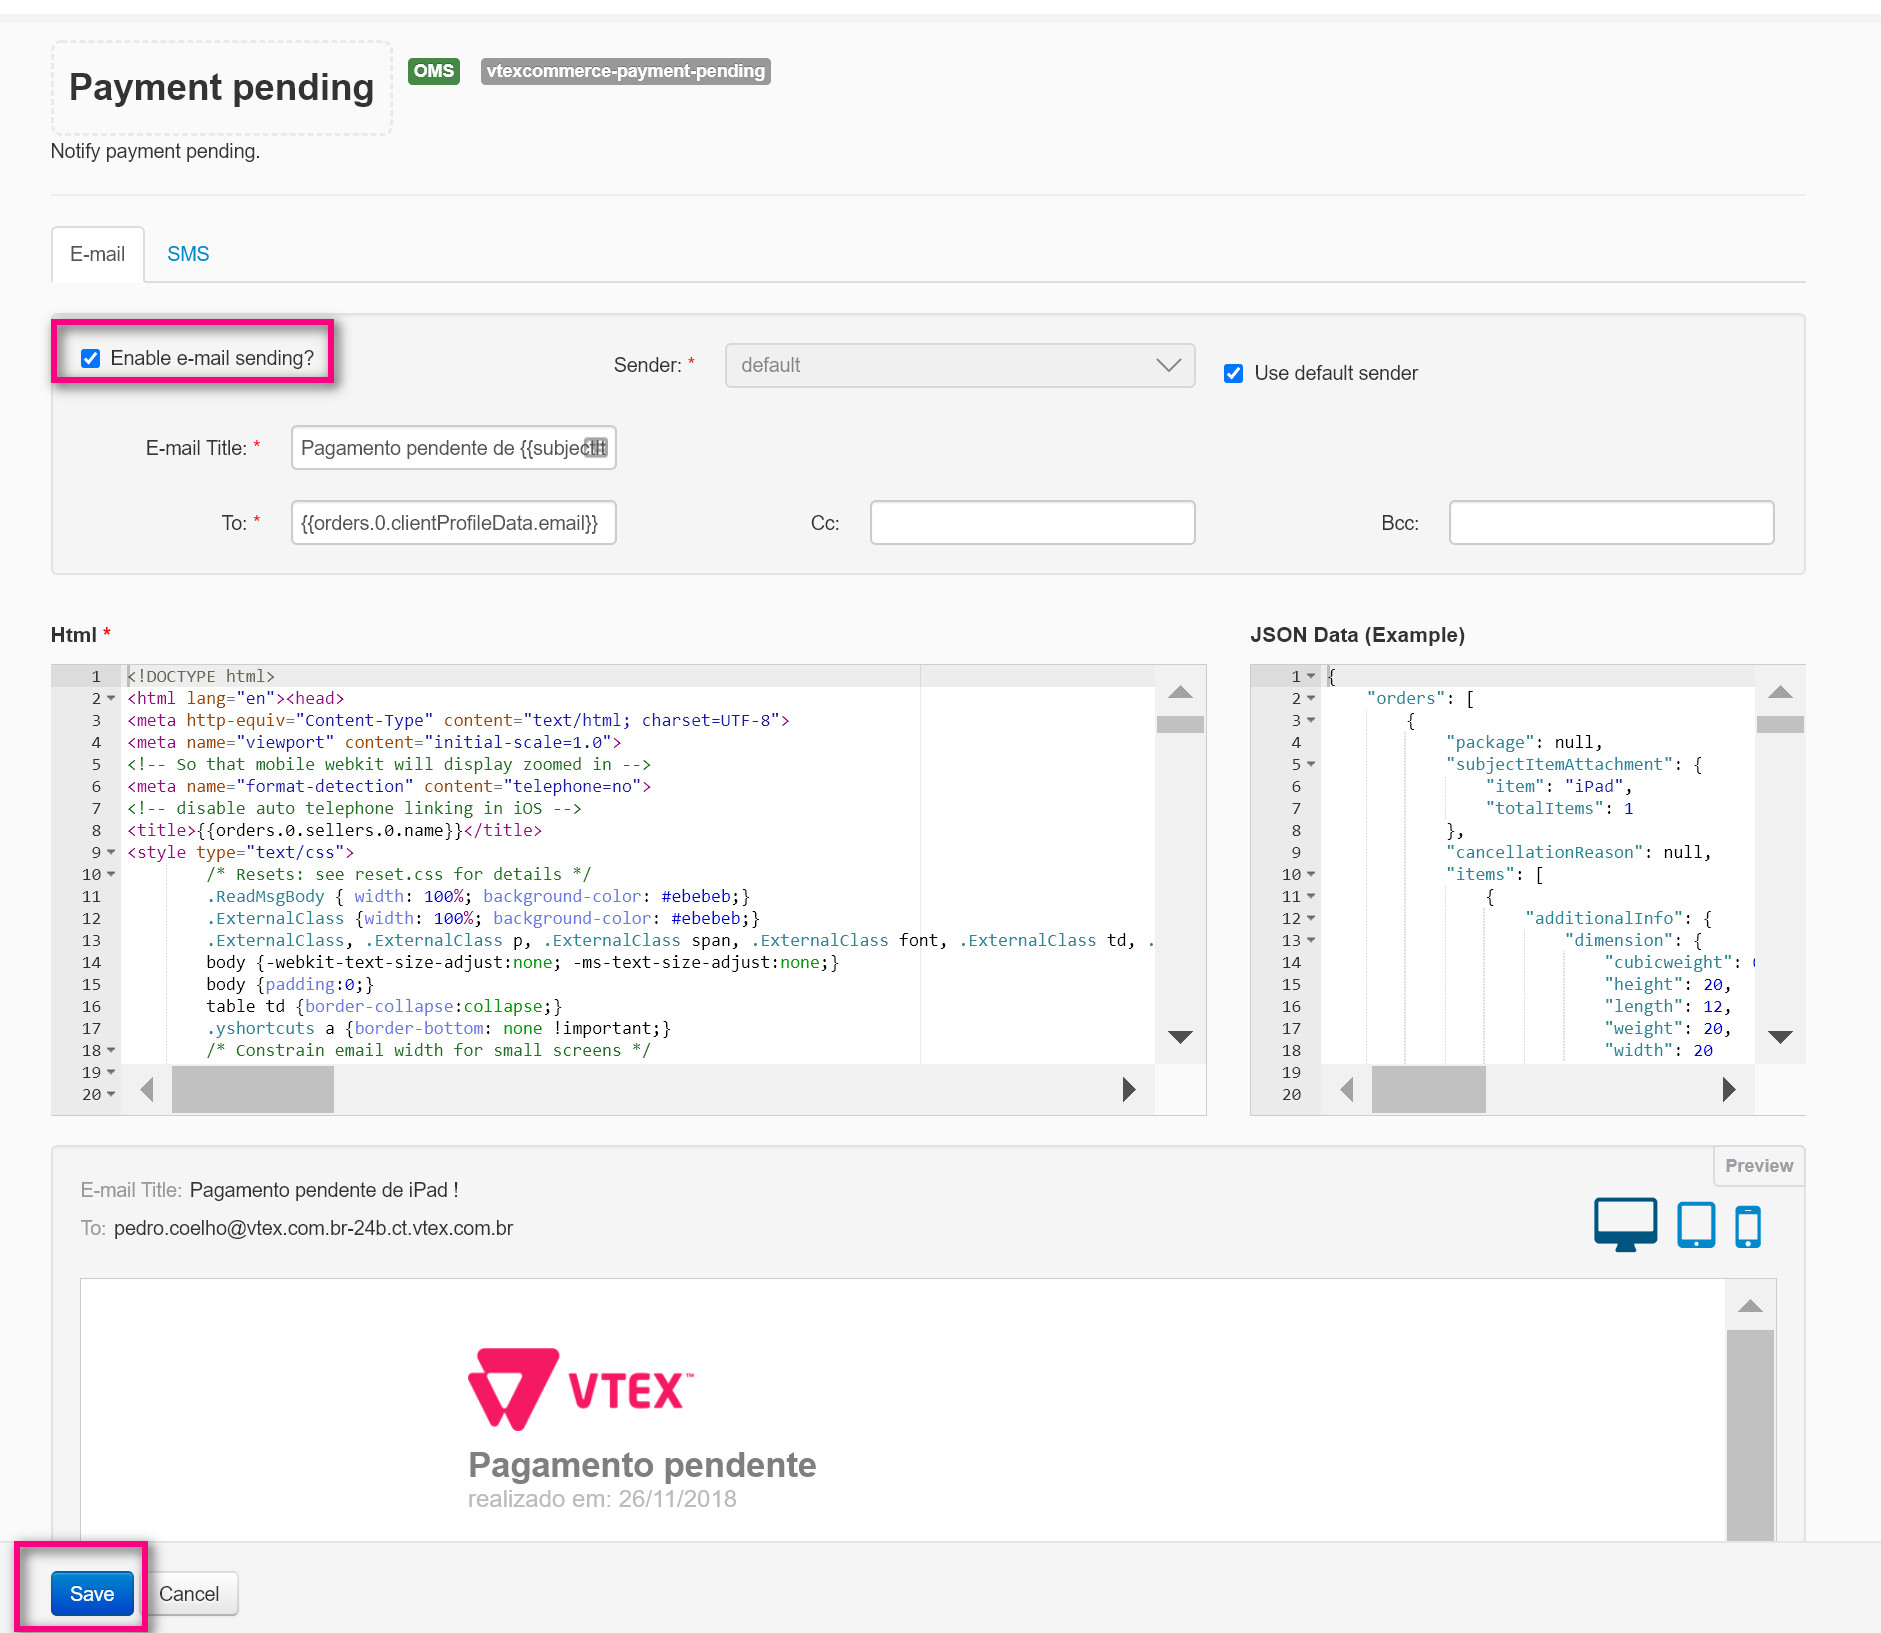 Payment pending
OMS
vtexcommerce-payment-pending
Notify payment pending.
E-mail
SMS
Enable e-mail sending?
Sender: *
default
Use default sender
E-mail Title: *
Pagamento pendente de {{subjectIt
To: *
{{orders.0.clientProfileData.email}}
Cc:
Bcc:
Html *
1 <!DOCTYPE html>
2 <html lang="en"><head>
3 <meta http-equiv="Content-Type" content="text/html; charset=UTF-8">
4 <meta name="viewport" content="initial-scale=1.0">
5 <!-- So that mobile webkit will display zoomed in -->
6 <meta name="format-detection" content="telephone=no">
7 <!-- disable auto telephone linking in iOS -->
8 <title>{{orders.0.sellers.0.name}}</title>
9 <style type="text/css">
10 /* Resets: see reset.css for details */
11 .ReadMsgBody { width: 100%; background-color: #ebebeb;}
12 .ExternalClass {width: 100%; background-color: #ebebeb;}
13 .ExternalClass, .ExternalClass p, .ExternalClass span, .ExternalClass font, .ExternalClass td, .
14 body {-webkit-text-size-adjust:none; -ms-text-size-adjust:none;}
15 body {padding:0;}
16 table td {border-collapse:collapse;}
17 .yshortcuts a {border-bottom: none !important;}
18 /* Constrain email width for small screens */
19
20
JSON Data (Example)
1 {
2 "orders": [
3 {
4 "package": null,
5 "subjectItemAttachment": {
6 "item": "iPad",
7 "totalItems": 1
8 },
9 "cancellationReason": null,
10 "items": [
11 {
12 "additionalInfo": {
13 "dimension": {
14 "cubicweight":
15 "height": 20,
16 "length": 12,
17 "weight": 20,
18 "width": 20
19
20
Preview
E-mail Title: Pagamento pendente de iPad !
To: pedro.coelho@vtex.com.br-24b.ct.vtex.com.br
VTEX™
Pagamento pendente
realizado em: 26/11/2018
Save
Cancel